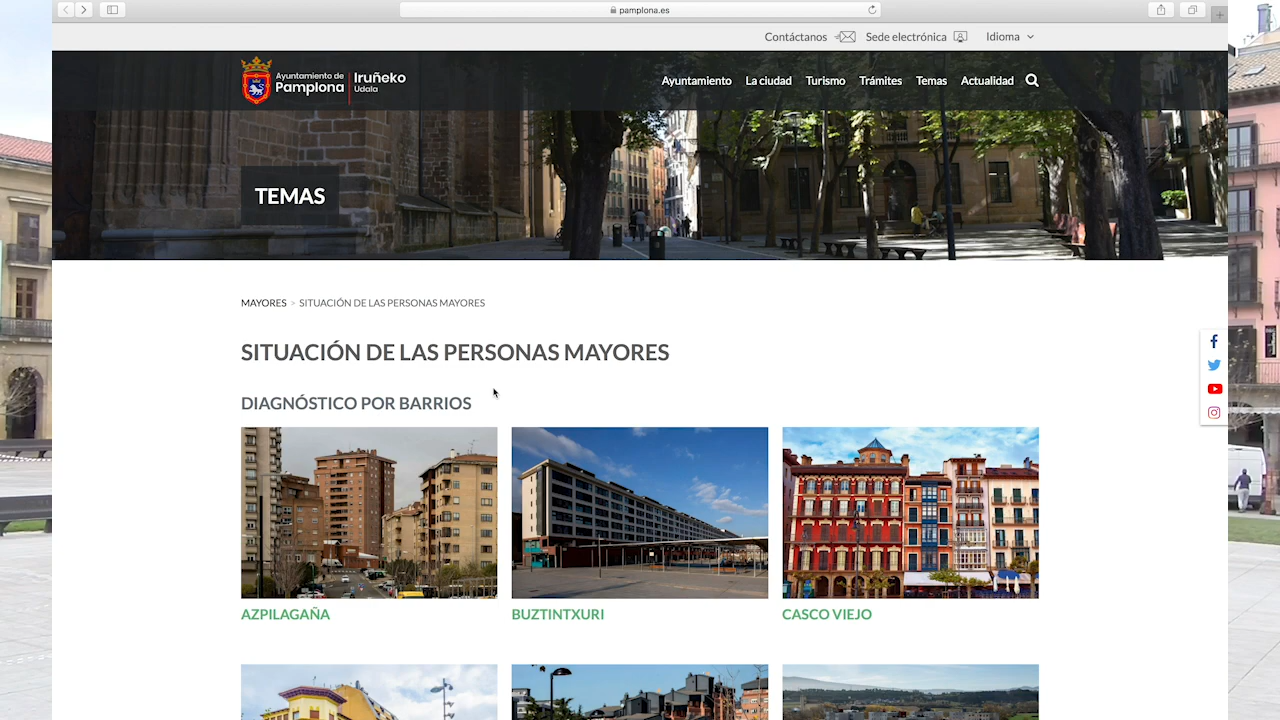 pamplona.es
Contáctanos Sede electrónica Idioma
Ayuntamiento de
Pamplona
Iruñeko
Udala
Ayuntamiento La ciudad Turismo Trámites Temas Actualidad
TEMAS
MAYORES > SITUACIÓN DE LAS PERSONAS MAYORES
SITUACIÓN DE LAS PERSONAS MAYORES
DIAGNÓSTICO POR BARRIOS
AZPILAGAÑA BUZTINTXURI CASCO VIEJO